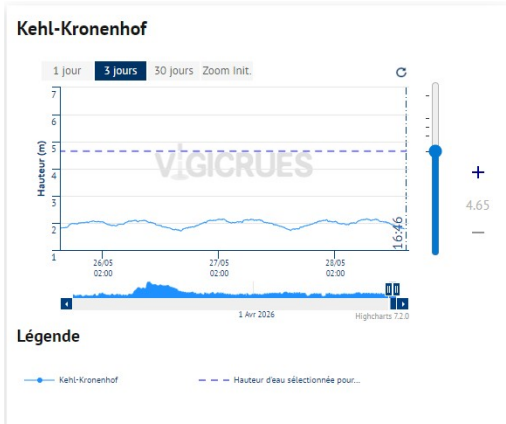 Kehl-Kronenhof
1 jour 3 jours 30 jours Zoom Init.
7
6
5
4
3
2
1
Hauteur (m)
VIGICRUES
16:46
26/05
02:00
27/05
02:00
28/05
02:00
+
4.65
—
1 Avr 2026
Highcharts 7.2.0
Légende
Kehl-Kronenhof
Hauteur d'eau sélectionnée pour...